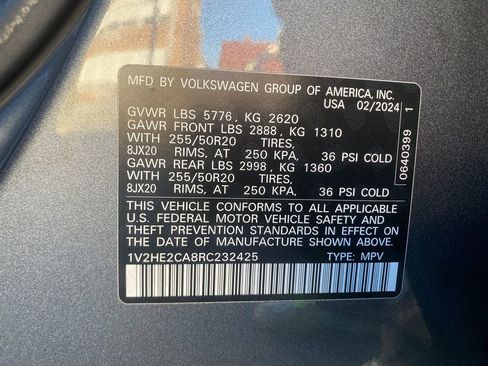 MFD BY VOLKSWAGEN GROUP OF AMERICA, INC.
USA 02/2024
GVWR LBS 5776, KG 2620
GAWR FRONT LBS 2888, KG 1310
WITH 255/50R20 TIRES,
8JX20 RIMS, AT 250 KPA, 36 PSI COLD
GAWR REAR LBS 2998, KG 1360
WITH 255/50R20 TIRES,
8JX20 RIMS, AT 250 KPA, 36 PSI COLD
THIS VEHICLE CONFORMS TO ALL APPLICABLE
U.S. FEDERAL MOTOR VEHICLE SAFETY AND
THEFT PREVENTION STANDARDS IN EFFECT ON
THE DATE OF MANUFACTURE SHOWN ABOVE.
1V2HE2CA8RC232425 TYPE: MPV
0640399 1